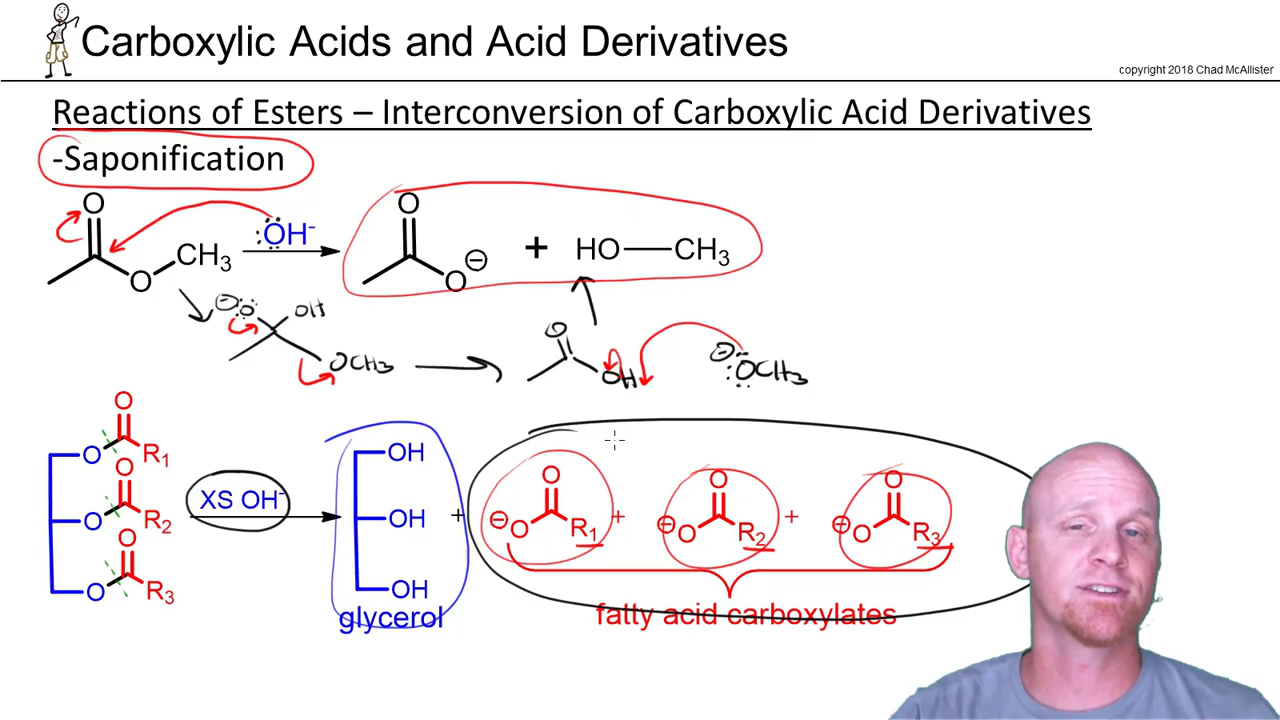 Carboxylic Acids and Acid Derivatives
copyright 2018 Chad McAllister
Reactions of Esters – Interconversion of Carboxylic Acid Derivatives
-Saponification
O
O
CH3
OH-
O
O
⊖
+
HO
CH3
⊖
O
OH
OCH3
O
OH
⊖
OCH3
O
O
R1
O
O
R2
O
O
R3
XS OH-
OH
OH
OH
glycerol
+
O
⊖
O
R1
+
O
⊖
O
R2
+
O
⊖
O
R3
fatty acid carboxylates